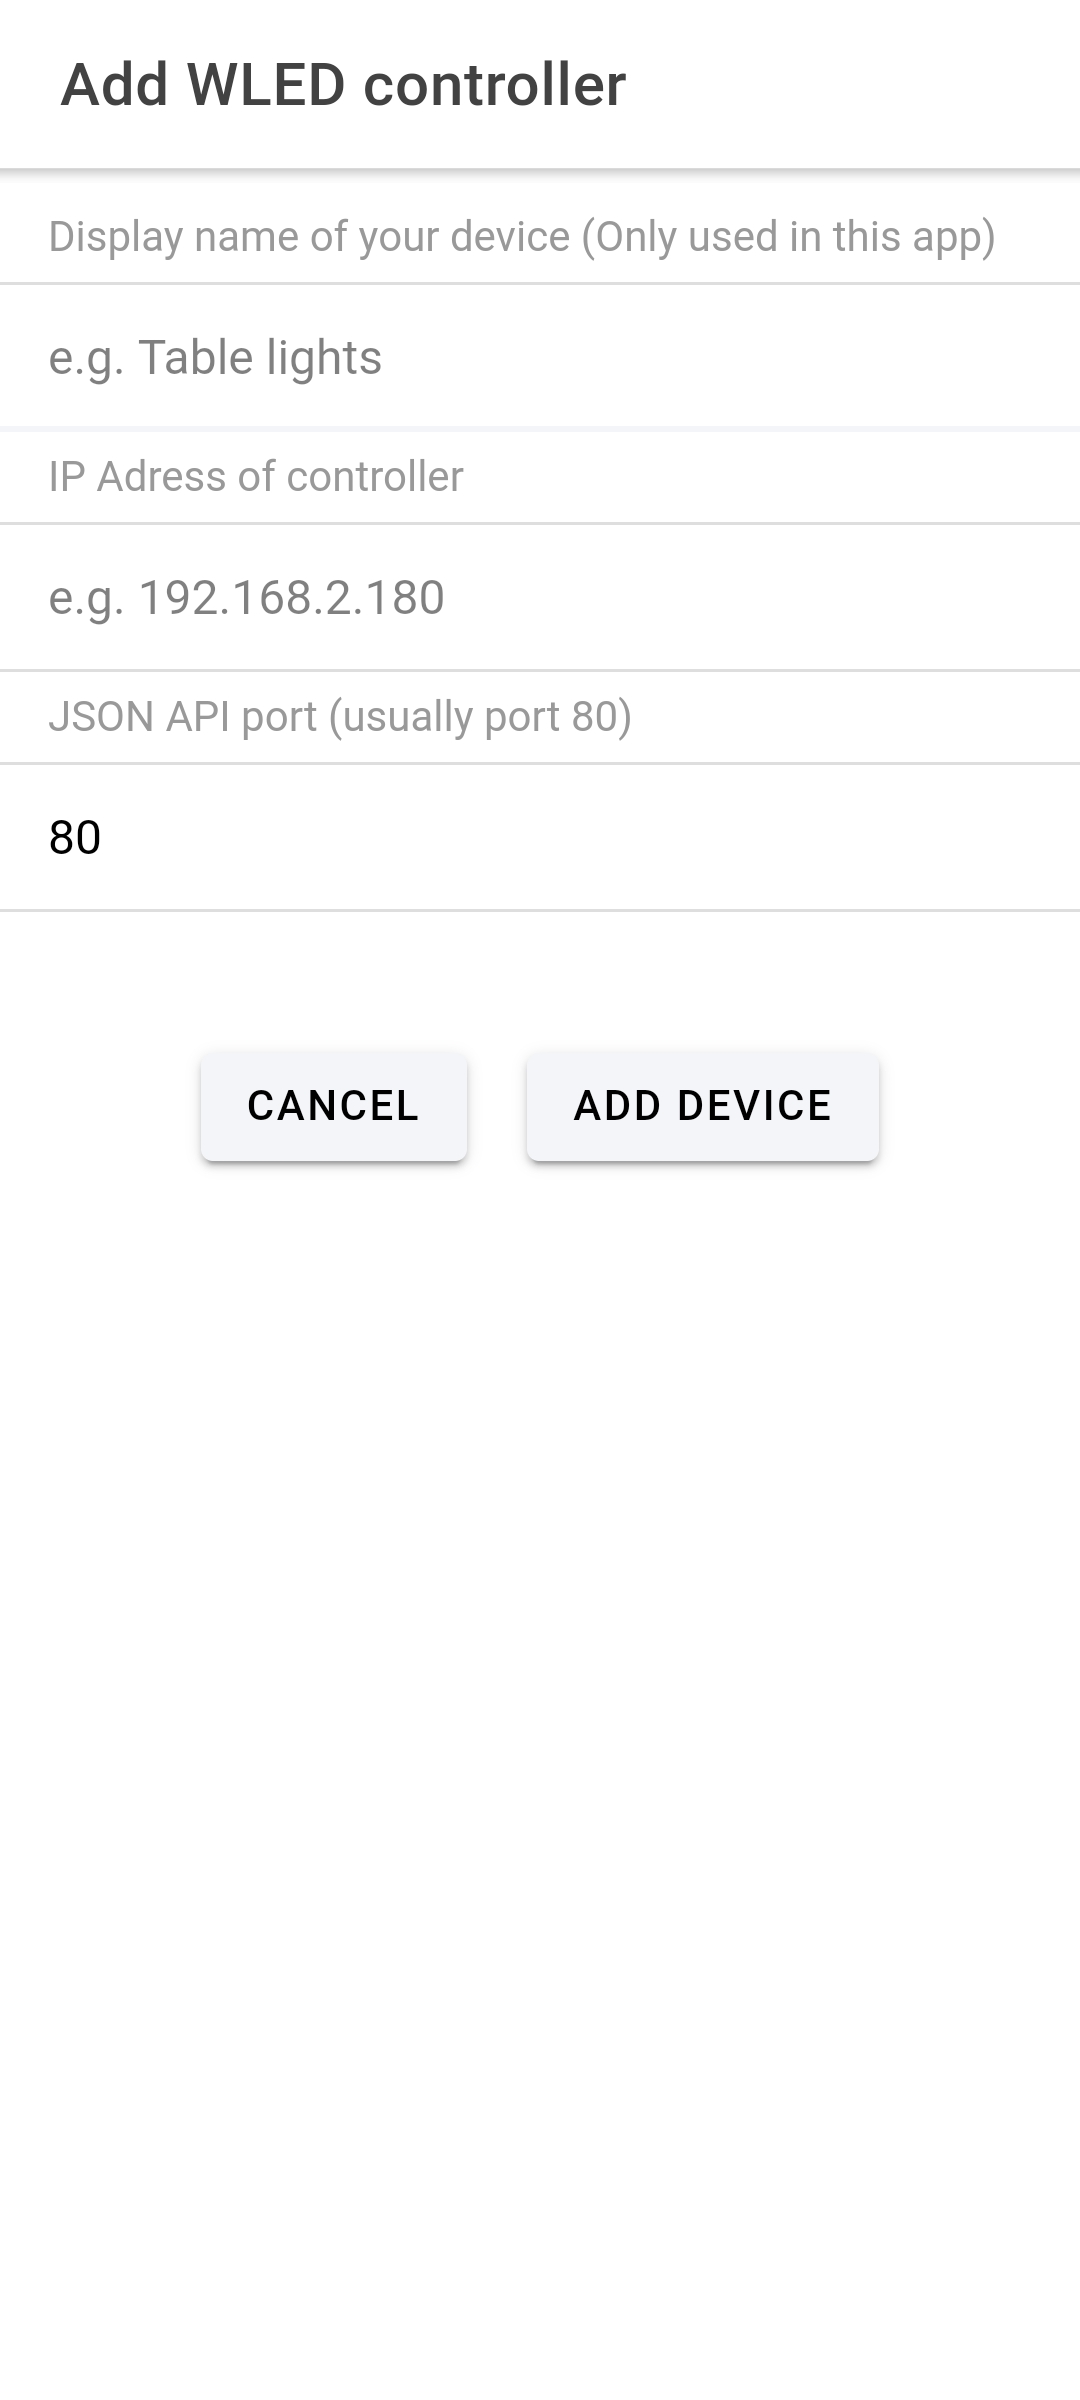 Add WLED controller
Display name of your device (Only used in this app)
e.g. Table lights
IP Adress of controller
e.g. 192.168.2.180
JSON API port (usually port 80)
80
CANCEL
ADD DEVICE